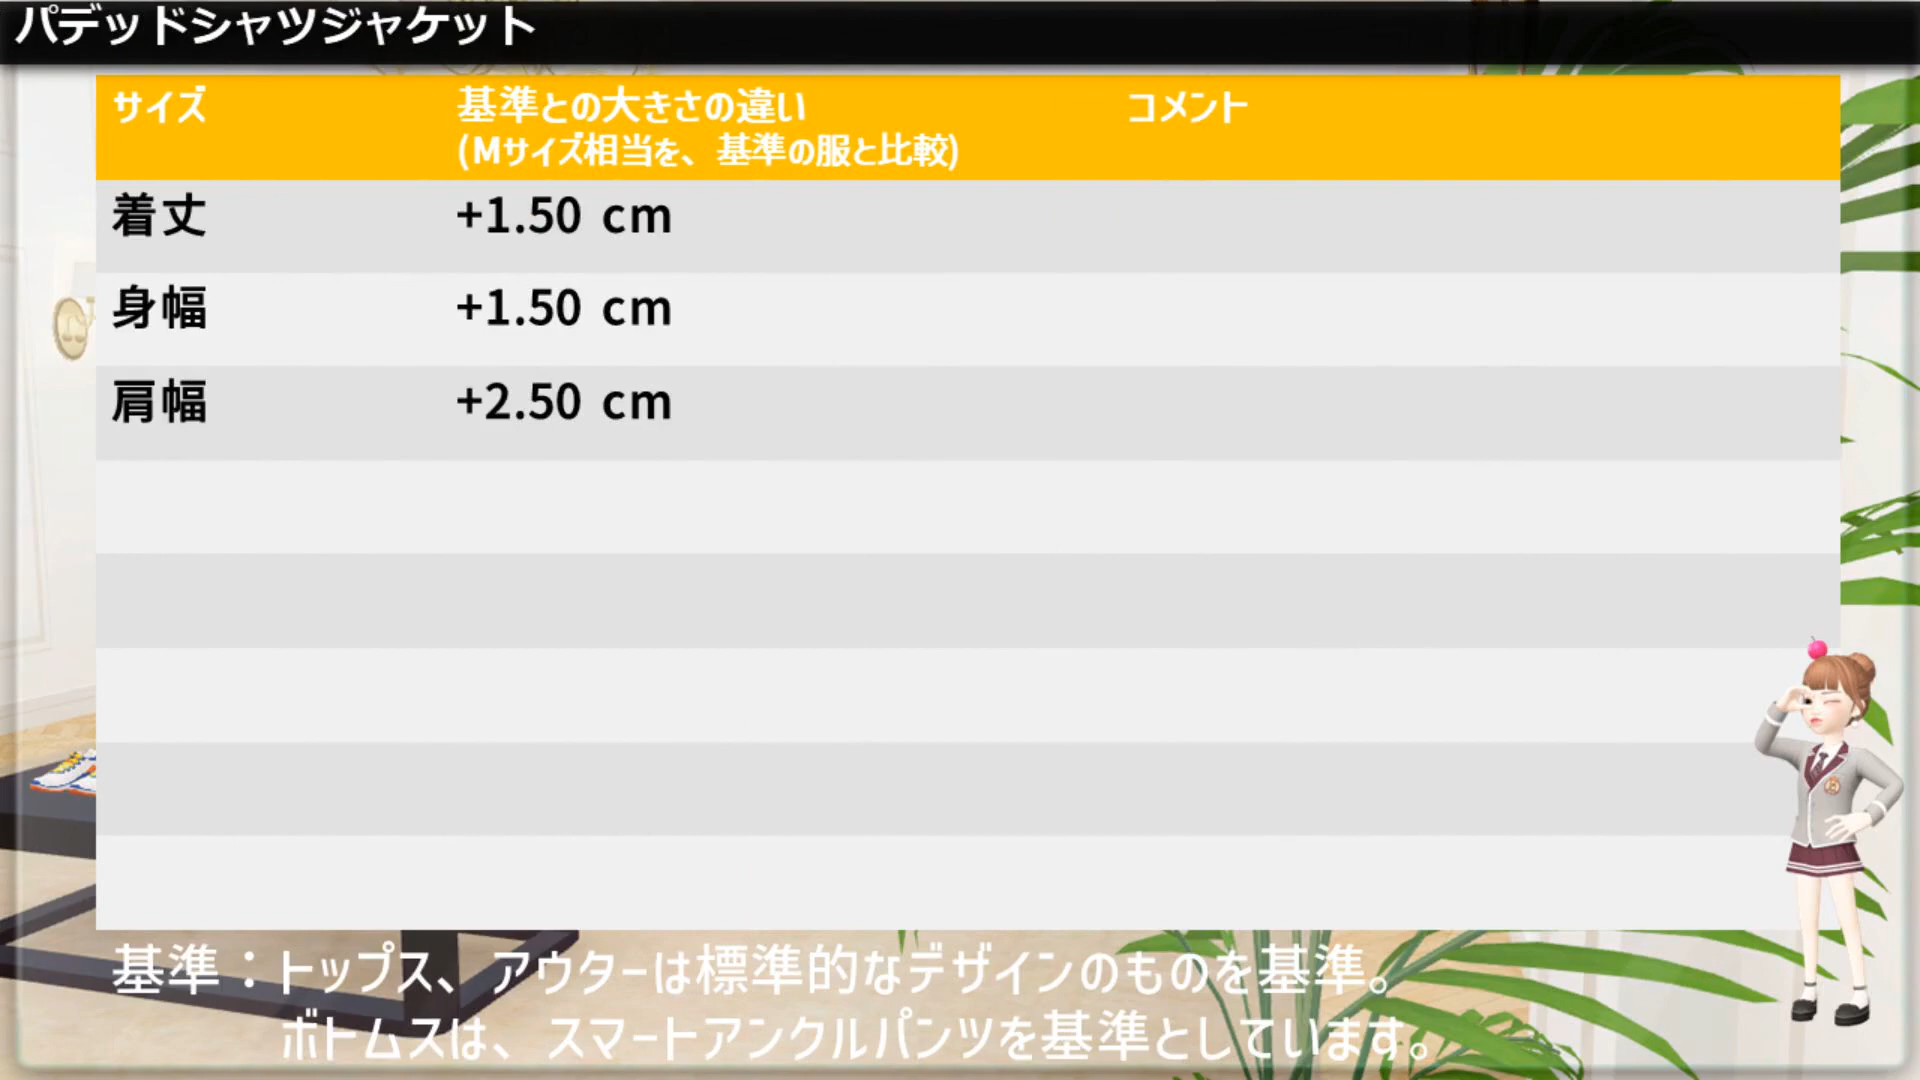 パデッドシャツジャケット
サイズ 基準との大きさの違い コメント
(Mサイズ相当を、基準の服と比較)
着丈 +1.50 cm
身幅 +1.50 cm
肩幅 +2.50 cm
基準：トップス、アウターは標準的なデザインのものを基準。
ボトムスは、スマートアンクルパンツを基準としています。